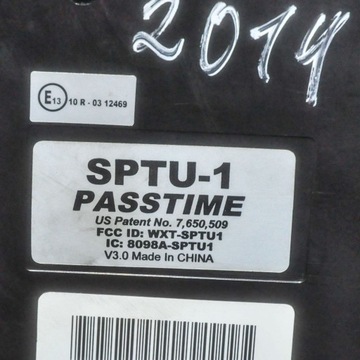 2014
E13 10 R - 03 12469
SPTU-1
PASSTIME
US Patent No. 7,650,509
FCC ID: WXT-SPTU1
IC: 8098A-SPTU1
V3.0 Made In CHINA